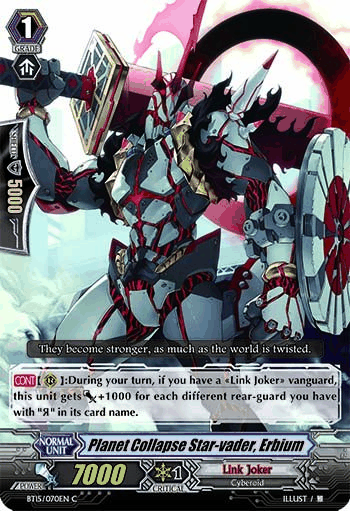 1
GRADE
5000
They become stronger, as much as the world is twisted.
CONT [ ]:During your turn, if you have a «Link Joker» vanguard,
this unit gets +1000 for each different rear-guard you have
with "Я" in its card name.
NORMAL
UNIT
Planet Collapse Star-vader, Erbium
POWER
7000
1
CRITICAL
Link Joker
Cyberoid
BT15/070EN C
ILLUST /